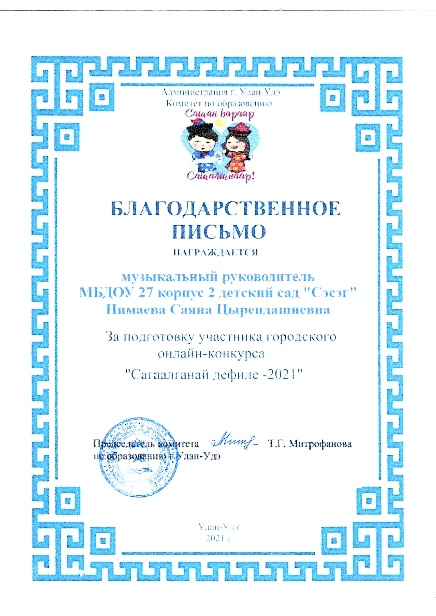 Администрация г. Улан-Удэ
Комитет по образованию
Сагаан hараар
Сагаалганаар!
БЛАГОДАРСТВЕННОЕ
ПИСЬМО
НАГРАЖДАЕТСЯ
музыкальный руководитель
МБДОУ 27 корпус 2 детский сад "Сэсэг"
Нимаева Саяна Цырендашиевна
За подготовку участника городского
онлайн-конкурса
"Сагаалганай дефиле -2021"
Председатель комитета Т.Г. Митрофанова
по образованию г.Улан-Удэ
Улан-Удэ
2021 г